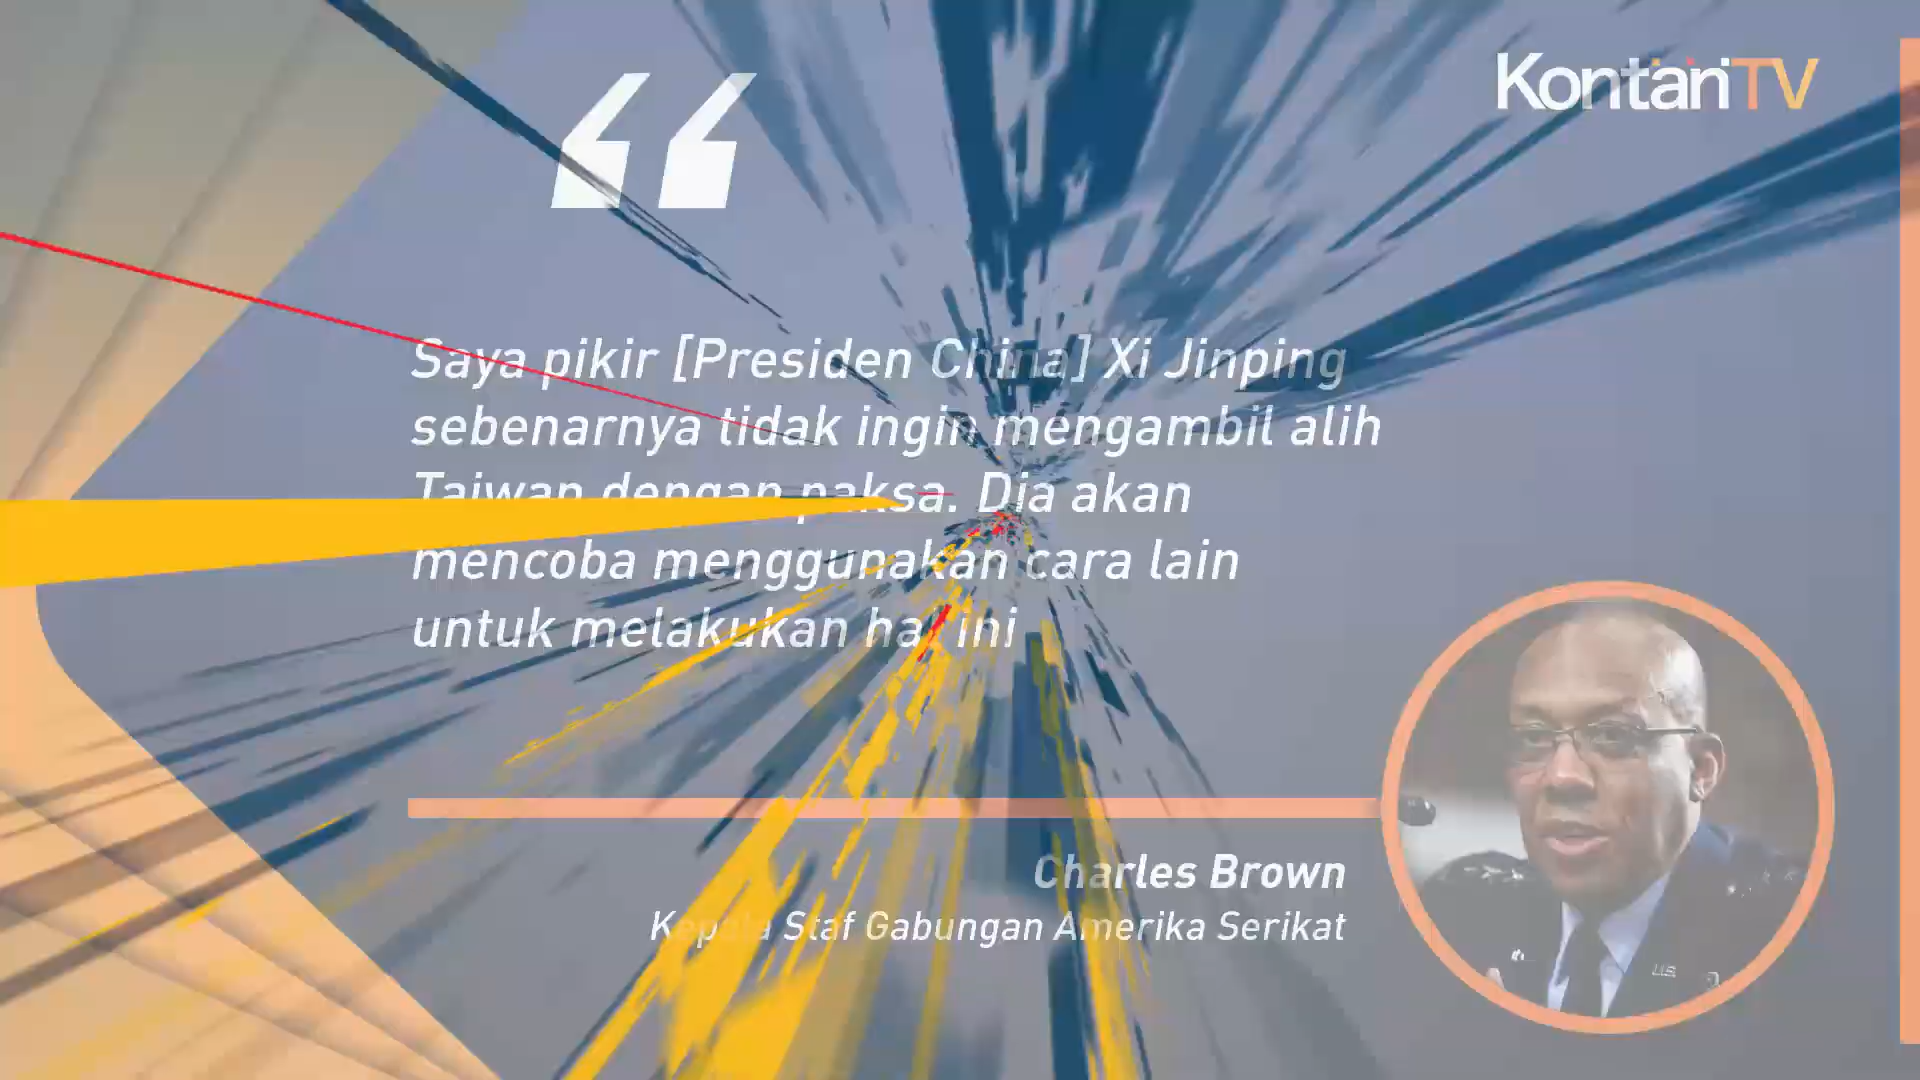 KontanTV
“
Saya pikir [Presiden China] Xi Jinping
sebenarnya tidak ingin mengambil alih
Taiwan dengan paksa. Dia akan
mencoba menggunakan cara lain
untuk melakukan hal ini
Charles Brown
Kepala Staf Gabungan Amerika Serikat
U.S.